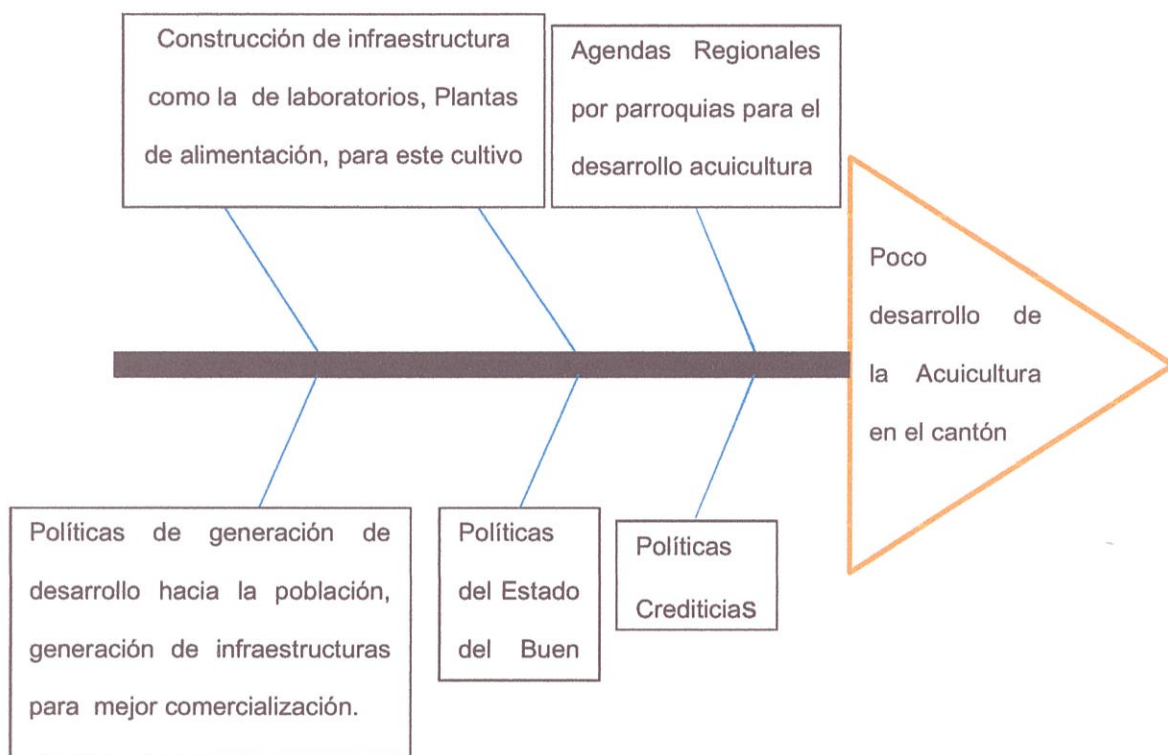 Construcción de infraestructura
como la de laboratorios, Plantas
de alimentación, para este cultivo
Agendas Regionales
por parroquias para el
desarrollo acuicultura
Poco
desarrollo de
la Acuicultura
en el cantón
Políticas de generación de
desarrollo hacia la población,
generación de infraestructuras
para mejor comercialización.
Políticas
del Estado
del Buen
Políticas
Crediticias